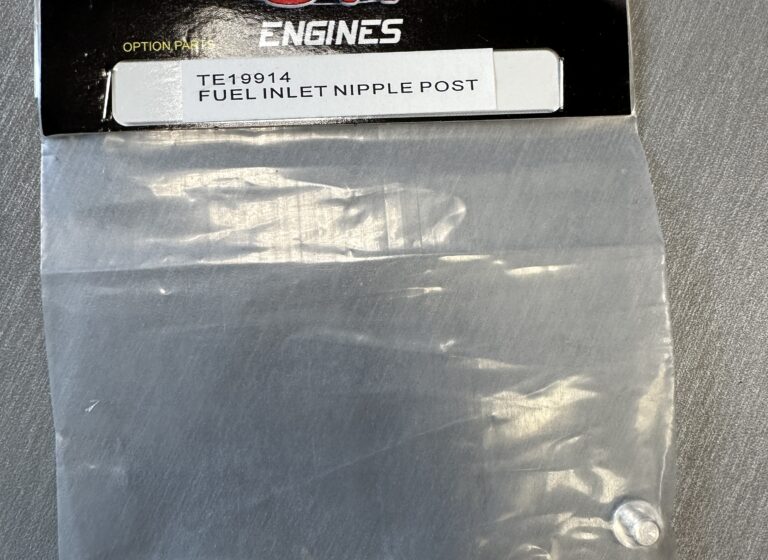 ENGINES
OPTION PARTS
TE19914
FUEL INLET NIPPLE POST